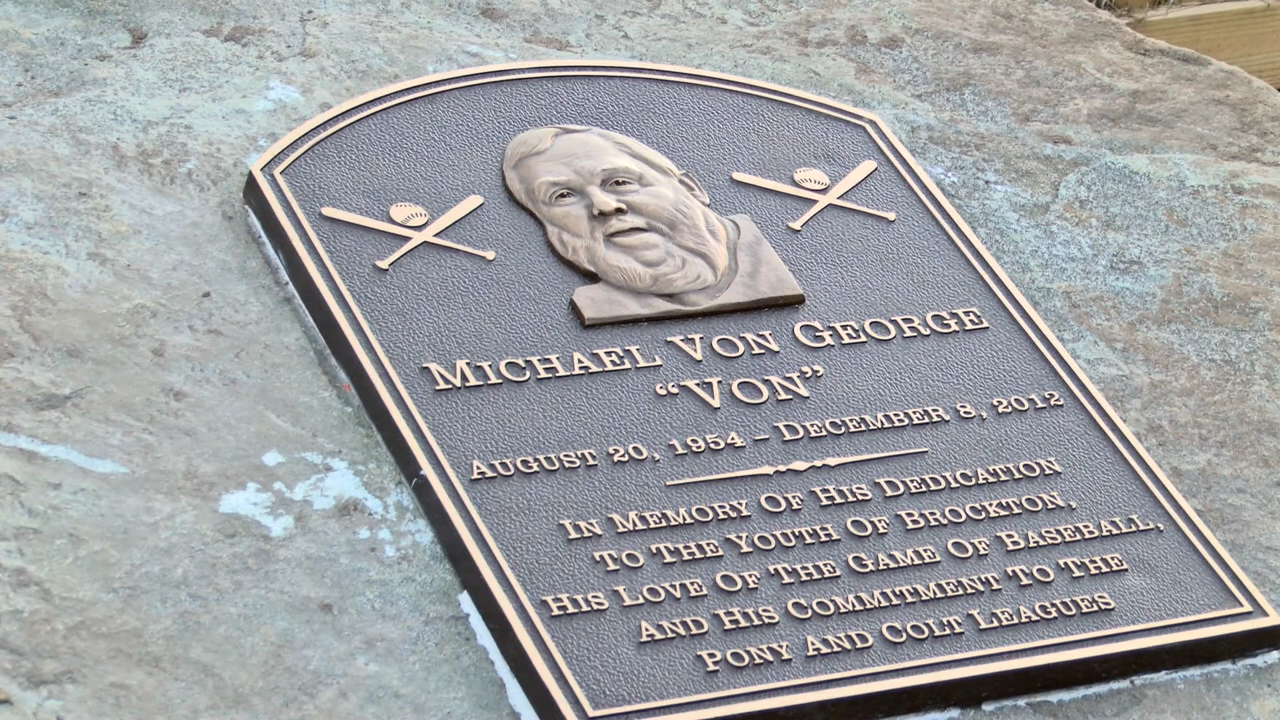 Michael Von George
"Von"
August 20, 1954 – December 8, 2012
In Memory Of His Dedication
To The Youth Of Brockton,
His Love Of The Game Of Baseball,
And His Commitment To The
Pony And Colt Leagues